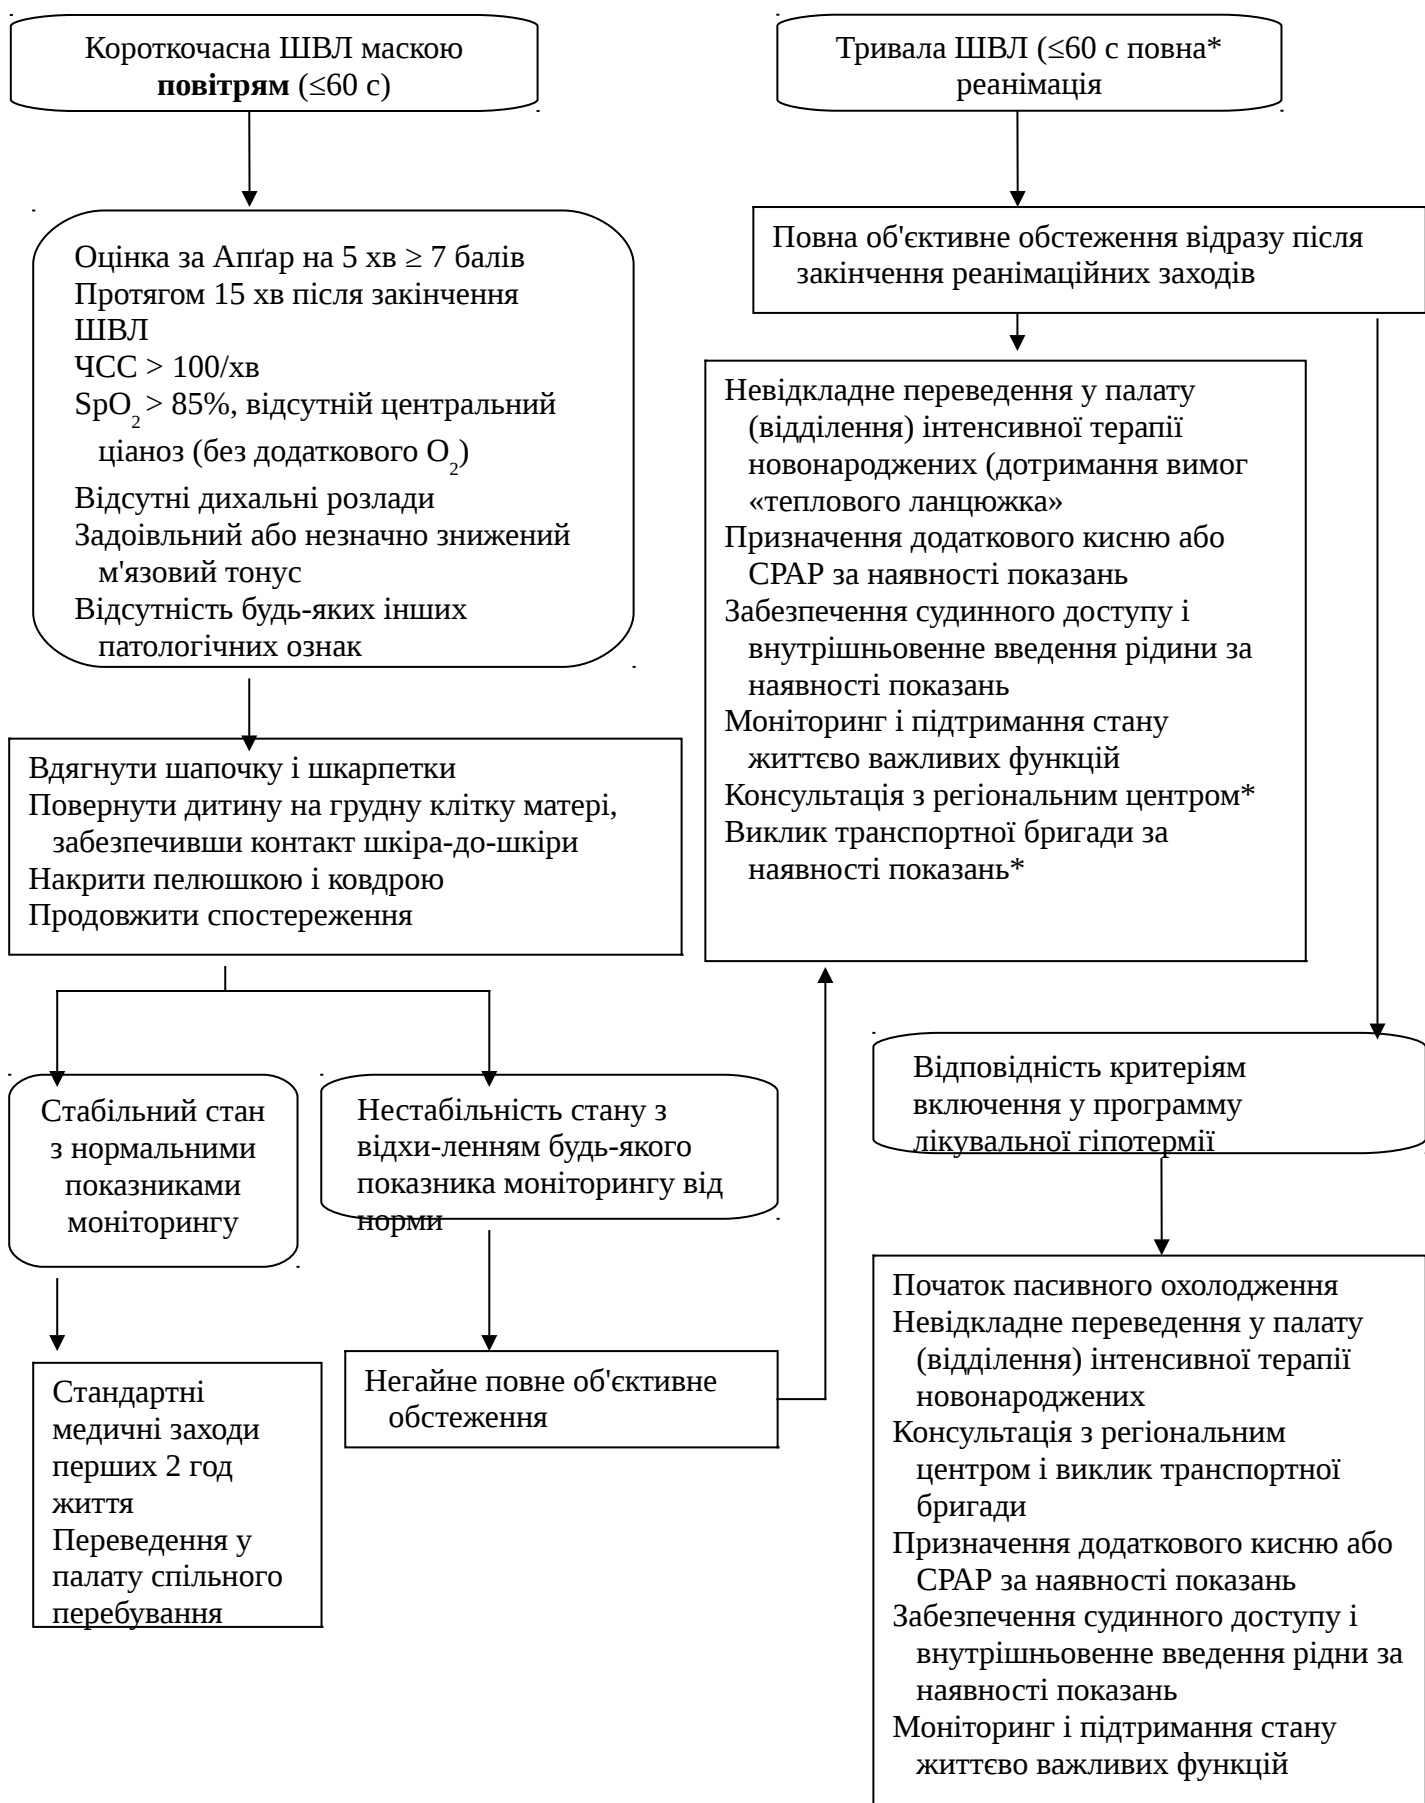 Короткочасна ШВЛ маскою
повітрям (≤60 с)
Оцінка за Апґар на 5 хв ≥ 7 балів
Протягом 15 хв після закінчення
ШВЛ
ЧСС > 100/хв
SpO2 > 85%, відсутній центральний
ціаноз (без додаткового O2)
Відсутні дихальні розлади
Задоівльний або незначно знижений
м'язовий тонус
Відсутність будь-яких інших
патологічних ознак
Вдягнути шапочку і шкарпетки
Повернути дитину на грудну клітку матері,
забезпечивши контакт шкіра-до-шкіри
Накрити пелюшкою і ковдрою
Продовжити спостереження
Стабільний стан
з нормальними
показниками
моніторингу
Стандартні
медичні заходи
перших 2 год
життя
Переведення у
палату спільного
перебування
Нестабільність стану з
відхи-ленням будь-якого
показника моніторингу від
норми
Негайне повне об'єктивне
обстеження
Тривала ШВЛ (≤60 с повна*
реанімація
Повна об'єктивне обстеження відразу після
закінчення реанімаційних заходів
Невідкладне переведення у палату
(відділення) інтенсивної терапії
новонароджених (дотримання вимог
«теплового ланцюжка»
Призначення додаткового кисню або
СРАР за наявності показань
Забезпечення судинного доступу і
внутрішньовенне введення рідини за
наявності показань
Моніторинг і підтримання стану
життєво важливих функцій
Консультація з регіональним центром*
Виклик транспортної бригади за
наявності показань*
Відповідність критеріям
включення у программу
лікувальної гіпотермії
Початок пасивного охолодження
Невідкладне переведення у палату
(відділення) інтенсивної терапії
новонароджених
Консультація з регіональним
центром і виклик транспортної
бригади
Призначення додаткового кисню або
СРАР за наявності показань
Забезпечення судинного доступу і
внутрішньовенне введення рідни за
наявності показань
Моніторинг і підтримання стану
життєво важливих функцій